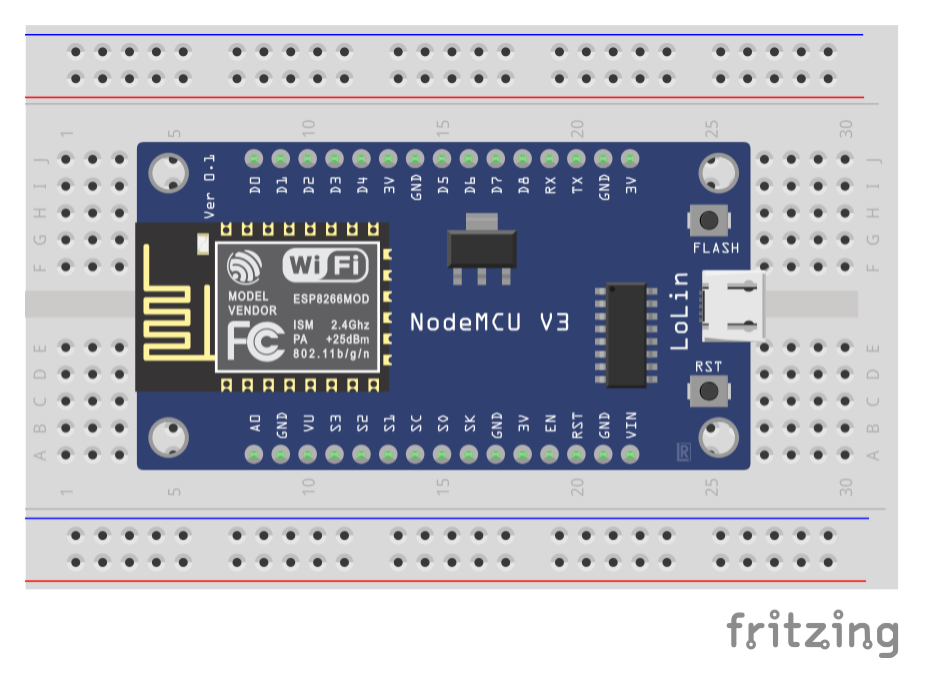 1
5
10
15
20
25
30
J
I
H
G
F
J
I
H
G
F
Ver 0.1
D0
D1
D2
D3
D4
3V
GND
D5
D6
D7
D8
RX
TX
GND
3V
FLASH
WiFi
MODEL
VENDOR
ESP8266MOD
FC
ISM 2.4Ghz
PA +25dBm
802.11b/g/n
NodeMCU V3
LoLin
RST
E
D
C
B
A
E
D
C
B
A
A0
GND
VU
S3
S2
S1
SC
S0
SK
GND
3V
EN
RST
GND
VIN
R
1
5
10
15
20
25
30
fritzing